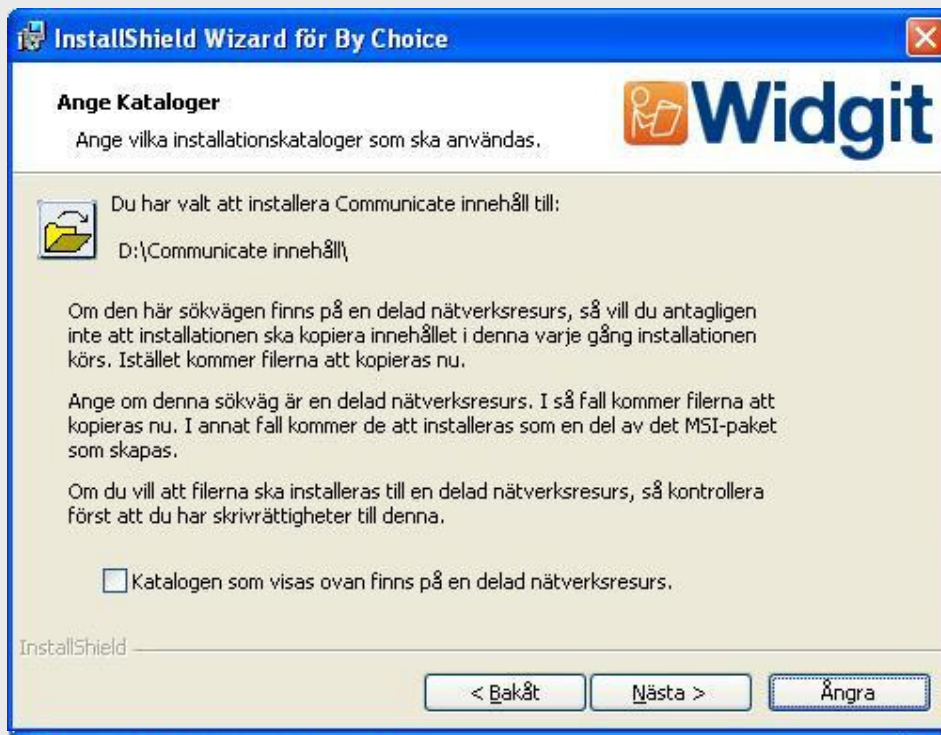 InstallShield Wizard för By Choice
Ange Kataloger
Ange vilka installationskataloger som ska användas.
Widgit
Du har valt att installera Communicate innehåll till:
D:\Communicate innehåll\
Om den här sökvägen finns på en delad nätverksresurs, så vill du antagligen
inte att installationen ska kopiera innehållet i denna varje gång installationen
körs. Istället kommer filerna att kopieras nu.
Ange om denna sökväg är en delad nätverksresurs. I så fall kommer filerna att
kopieras nu. I annat fall kommer de att installeras som en del av det MSI-paket
som skapas.
Om du vill att filerna ska installeras till en delad nätverksresurs, så kontrollera
först att du har skrivrättigheter till denna.
Katalogen som visas ovan finns på en delad nätverksresurs.
InstallShield
< Bakåt
Nästa >
Ångra